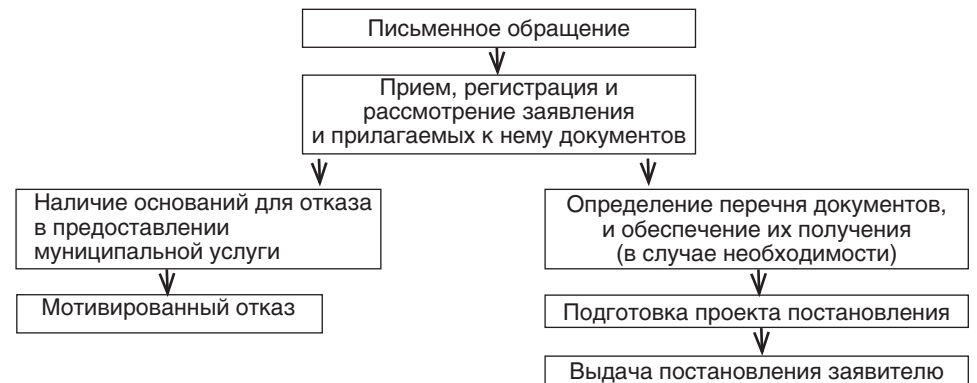 Письменное обращение
Прием, регистрация и
рассмотрение заявления
и прилагаемых к нему документов
Наличие оснований для отказа
в предоставлении
муниципальной услуги
Мотивированный отказ
Определение перечня документов,
и обеспечение их получения
(в случае необходимости)
Подготовка проекта постановления
Выдача постановления заявителю